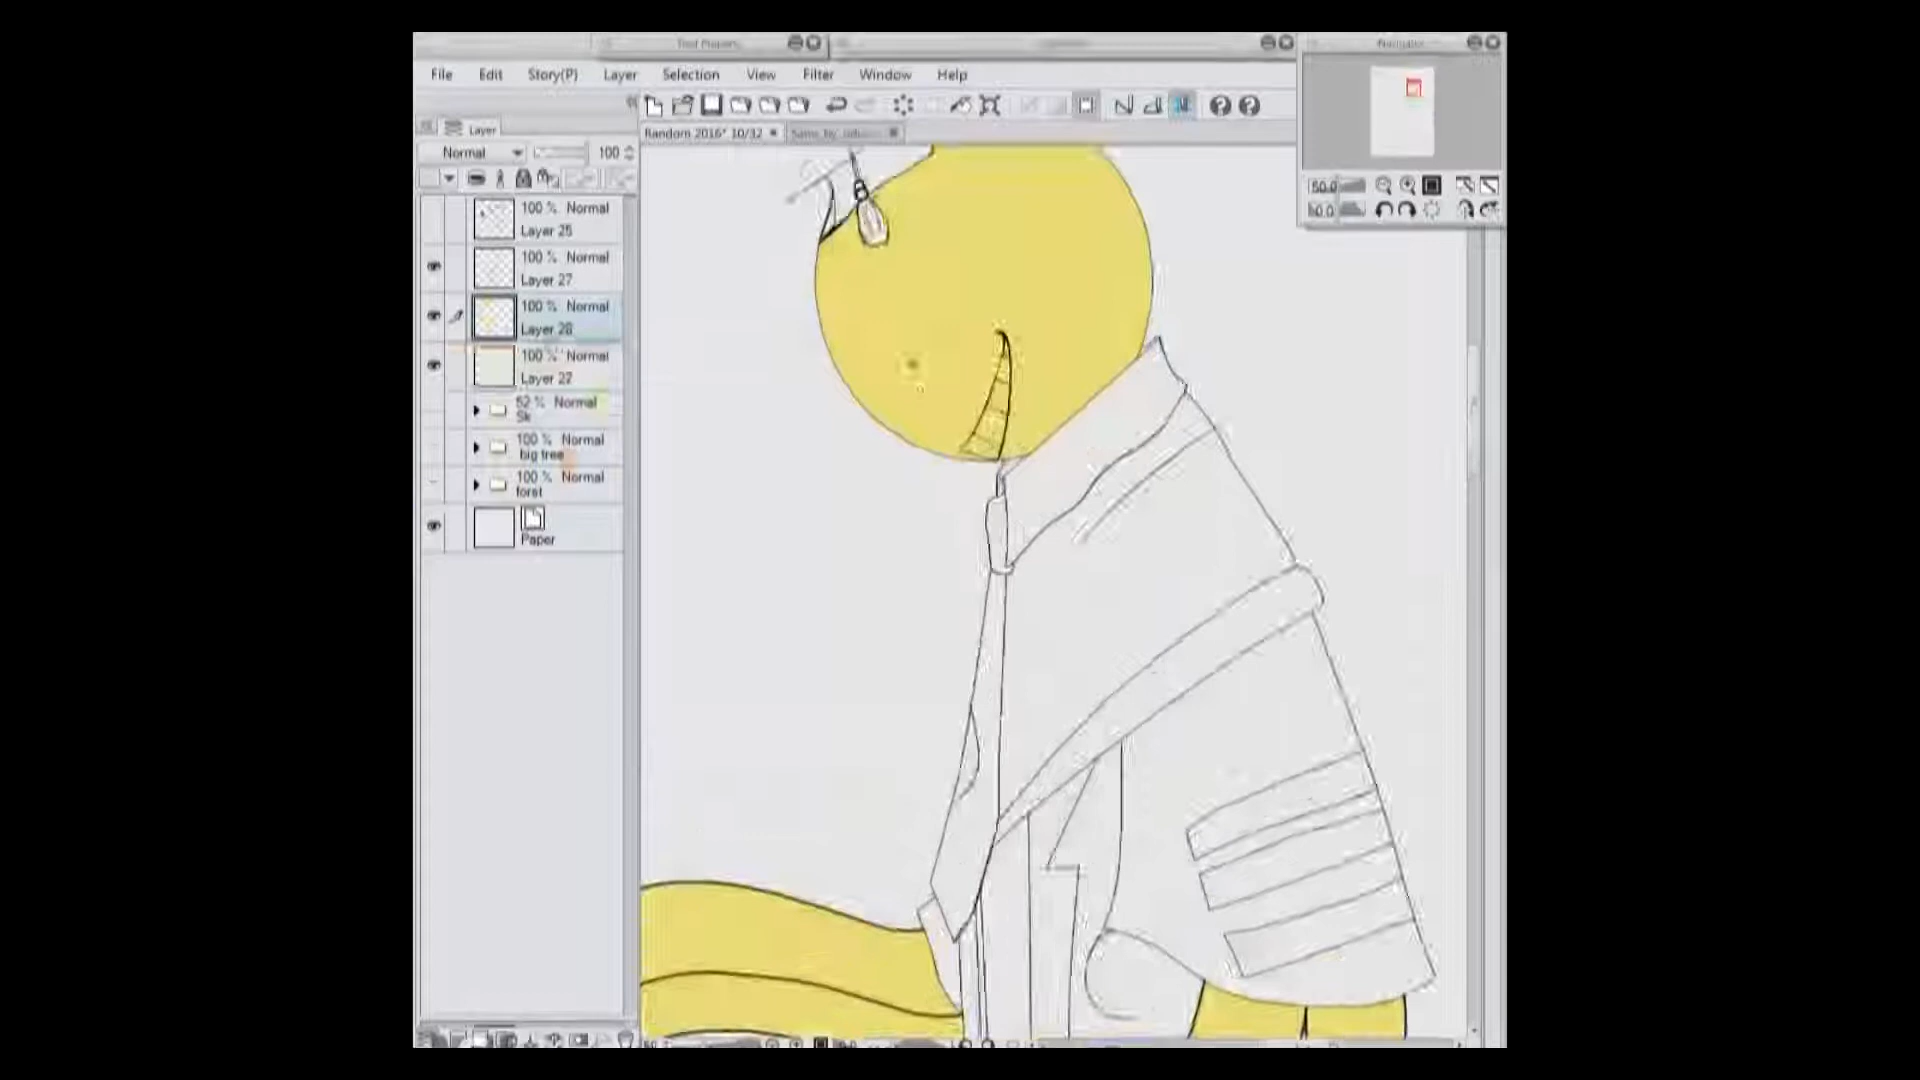 Navigator
File Edit Story(P) Layer Selection View Filter Window Help
Layer
Random 2016* 10/32
Normal 100
50.0
100 % Normal
Layer 25
100 % Normal
Layer 27
100 % Normal
Layer 28
100 % Normal
Layer 22
52 % Normal
Sk
100 % Normal
big tree
100 % Normal
forst
Paper